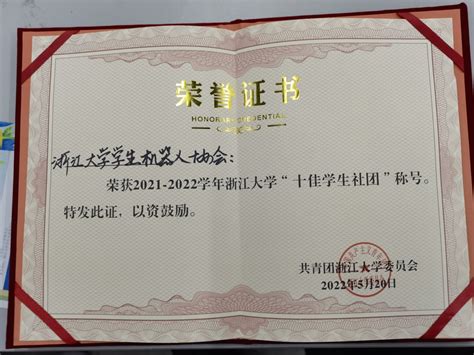 荣誉证书
HONORARY CREDENTIAL
浙江大学学生机器人协会:
荣获2021-2022学年浙江大学“十佳学生社团”称号。
特发此证,以资鼓励。
共青团浙江大学委员会
2022年5月20日